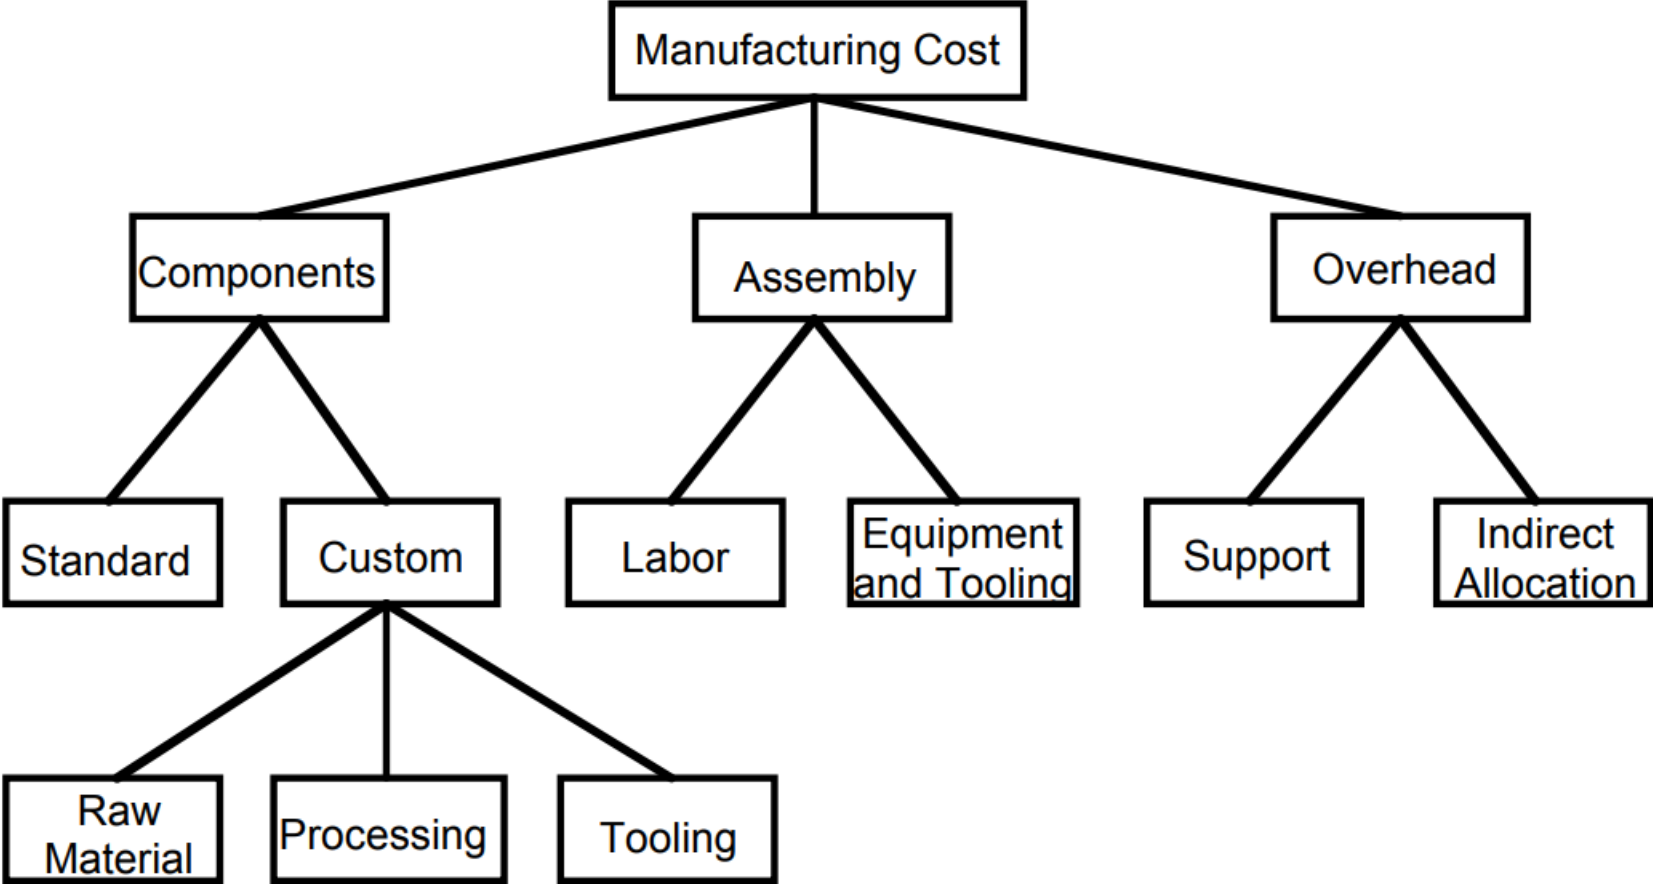 Manufacturing Cost
Components
Assembly
Overhead
Standard
Custom
Labor
Equipment
and Tooling
Support
Indirect
Allocation
Raw
Material
Processing
Tooling